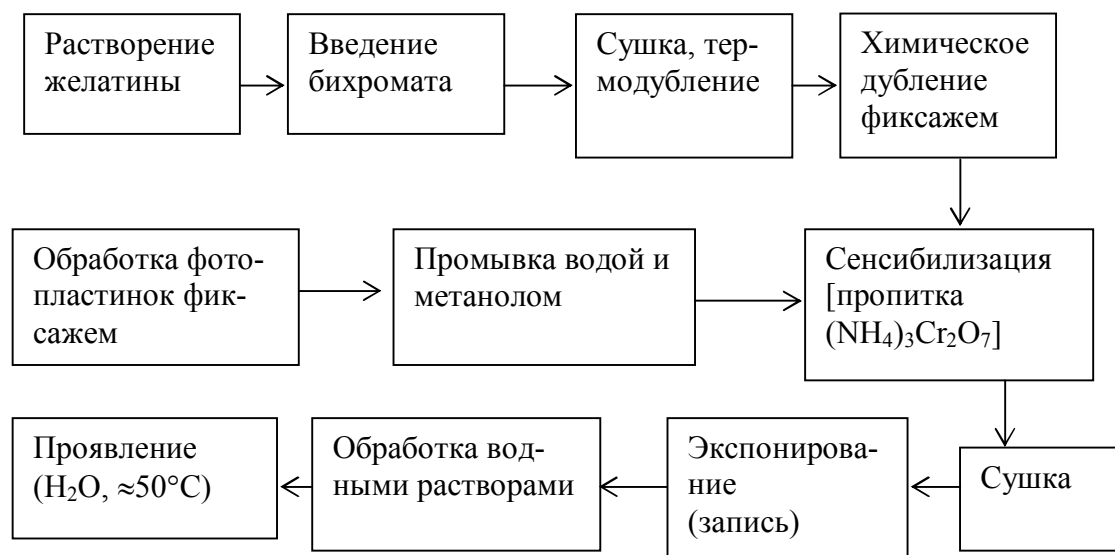 Растворение
желатины
Введение
бихромата
Сушка, тер-
модубление
Химическое
дубление
фиксажем
Обработка фото-
пластинок фик-
сажем
Промывка водой и
метанолом
Сенсибилизация
[пропитка
(NH₄)₃Cr₂O₇]
Проявление
(H₂O, ≈50°C)
Обработка вод-
ными растворами
Экспонирова-
ние
(запись)
Сушка